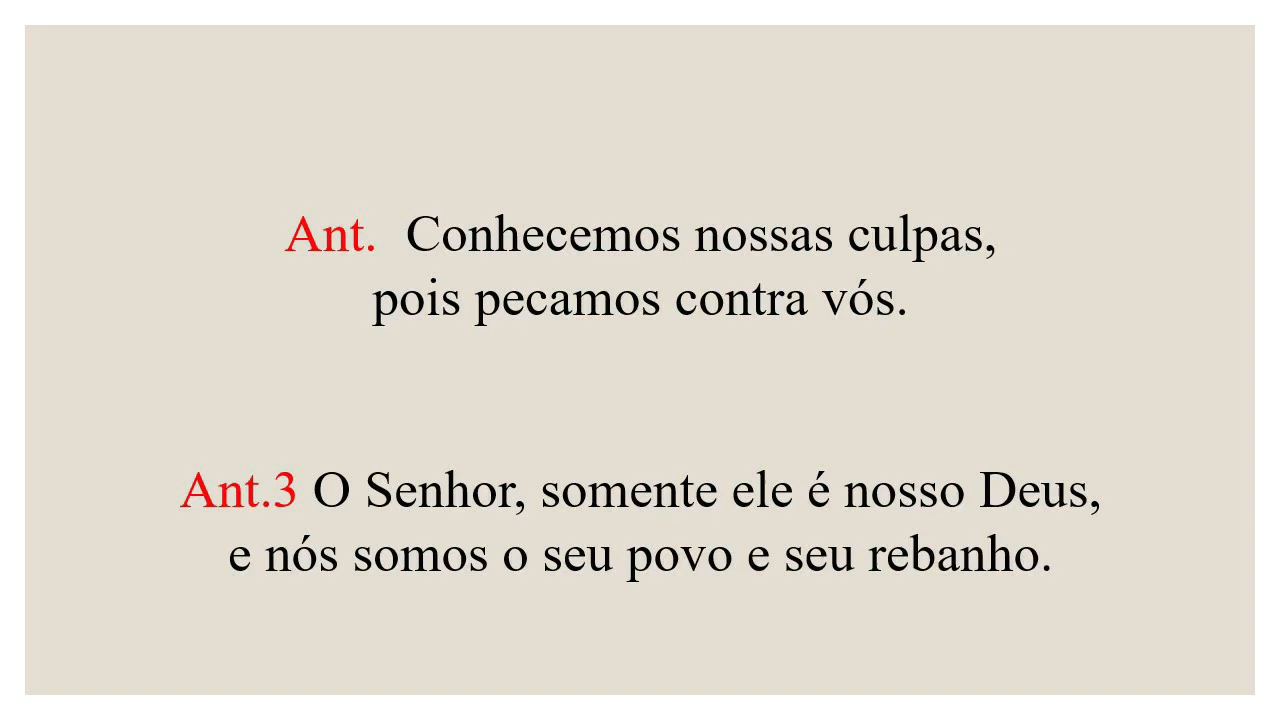 Ant. Conhecemos nossas culpas,
pois pecamos contra vós.
Ant.3 O Senhor, somente ele é nosso Deus,
e nós somos o seu povo e seu rebanho.